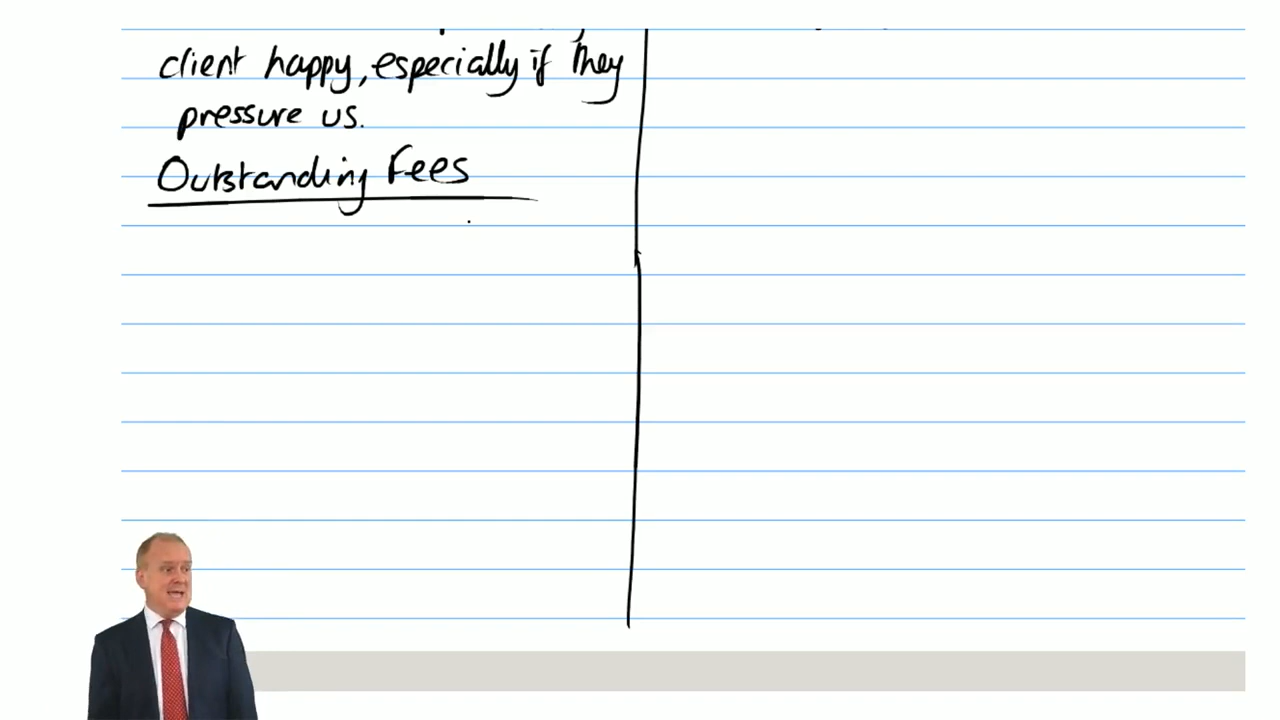 client happy, especially if they
pressure us.
Outstanding Fees